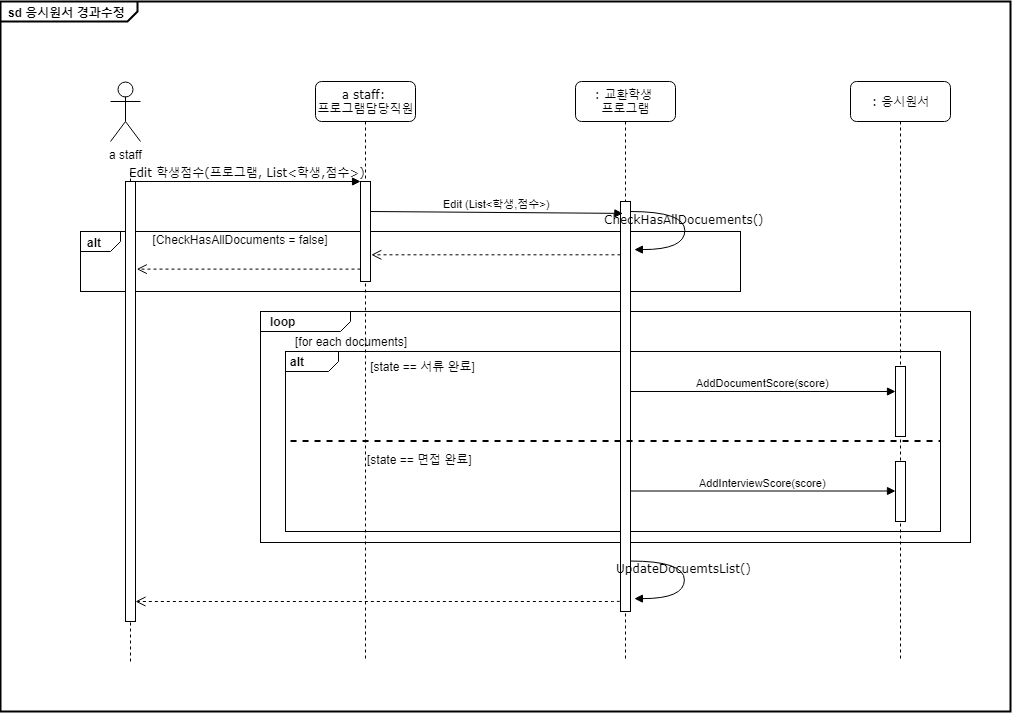 sd 응시원서 경과수정
a staff:
프로그램담당직원
: 교환학생
프로그램
: 응시원서
a staff
Edit 학생점수(프로그램, List<학생,점수>)
Edit (List<학생,점수>)
CheckHasAllDocuements()
alt
[CheckHasAllDocuments = false]
loop
[for each documents]
alt
[state == 서류 완료]
AddDocumentScore(score)
[state == 면접 완료]
AddInterviewScore(score)
UpdateDocuemtsList()